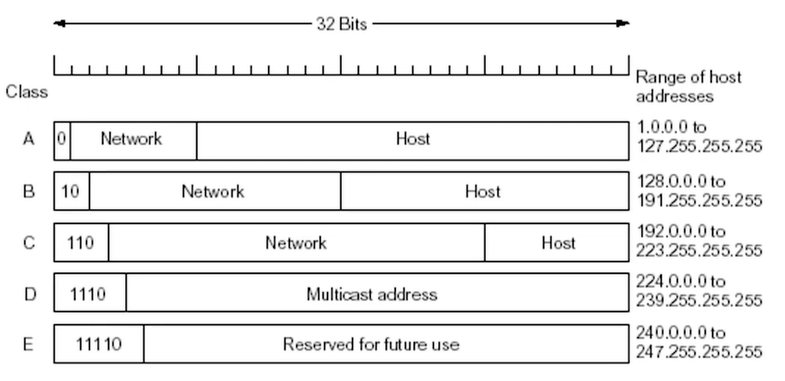 32 Bits
Class
Range of host
addresses
A
0
Network
Host
1.0.0.0 to
127.255.255.255
B
10
Network
Host
128.0.0.0 to
191.255.255.255
C
110
Network
Host
192.0.0.0 to
223.255.255.255
D
1110
Multicast address
224.0.0.0 to
239.255.255.255
E
11110
Reserved for future use
240.0.0.0 to
247.255.255.255